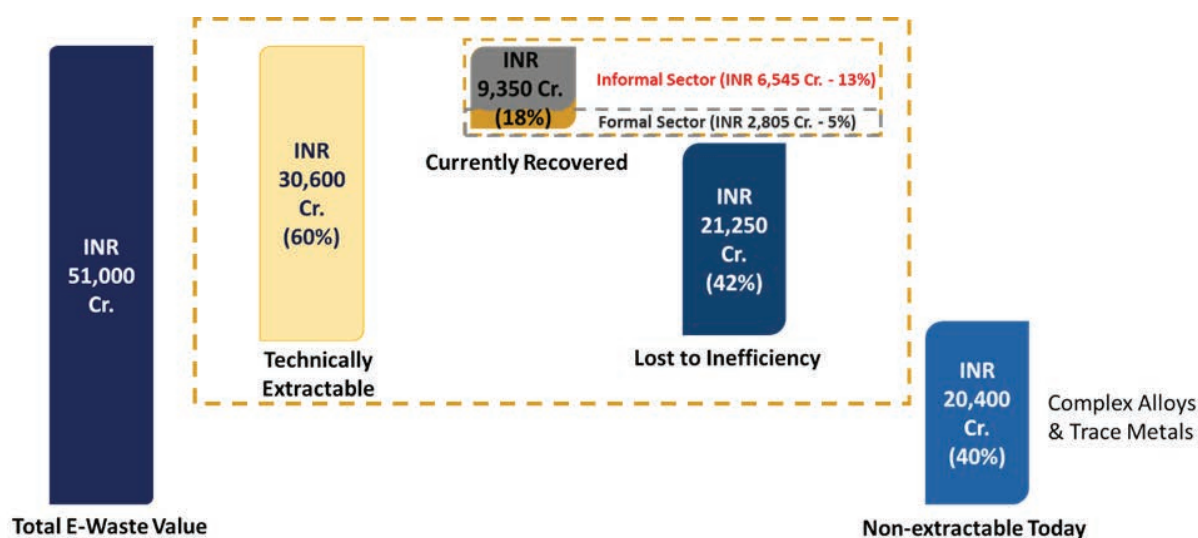 INR
51,000
Cr.
Total E-Waste Value
INR
30,600
Cr.
(60%)
Technically
Extractable
INR
9,350 Cr.
(18%)
Currently Recovered
Informal Sector (INR 6,545 Cr. - 13%)
Formal Sector (INR 2,805 Cr. - 5%)
INR
21,250
Cr.
(42%)
Lost to Inefficiency
INR
20,400
Cr.
(40%)
Non-extractable Today
Complex Alloys
& Trace Metals